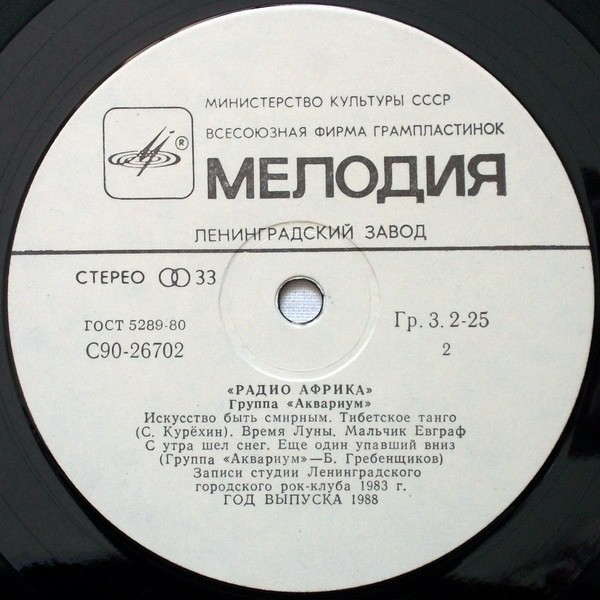 МИНИСТЕРСТВО КУЛЬТУРЫ СССР
ВСЕСОЮЗНАЯ ФИРМА ГРАМПЛАСТИНОК
®
МЕЛОДИЯ
ЛЕНИНГРАДСКИЙ ЗАВОД
СТЕРЕО 33
ГОСТ 5289-80
Гр. 3. 2-25
С90-26702
2
«РАДИО АФРИКА»
Группа «Аквариум»
Искусство быть смирным. Тибетское танго
(С. Курёхин). Время Луны. Мальчик Евграф
С утра шел снег. Еще один упавший вниз
(Группа «Аквариум»—Б. Гребенщиков)
Записи студии Ленинградского
городского рок-клуба 1983 г.
ГОД ВЫПУСКА 1988